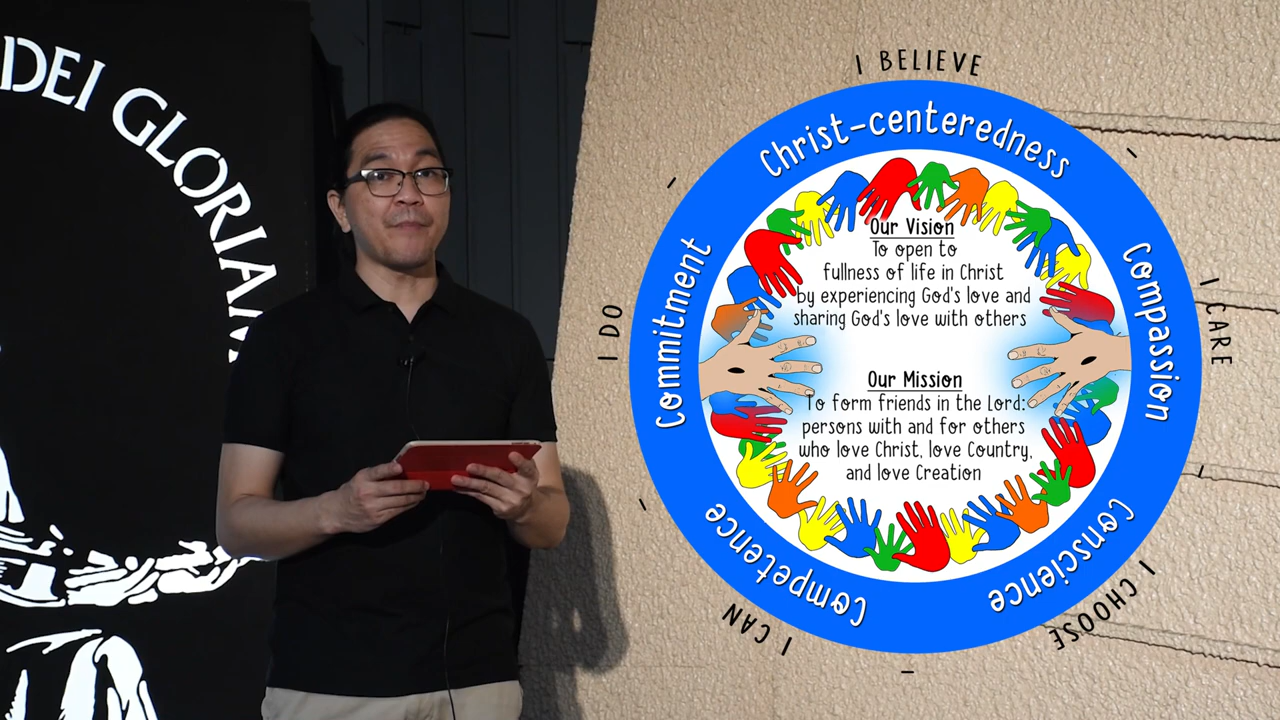 DEI GLORIAM
I BELIEVE
Christ-centeredness
I CARE
Compassion
I CHOOSE
Conscience
I CAN
Competence
I DO
Commitment
Our Vision
To open to
fullness of life in Christ
by experiencing God's love and
sharing God's love with others
Our Mission
To form friends in the Lord:
persons with and for others
who love Christ, love Country,
and love Creation